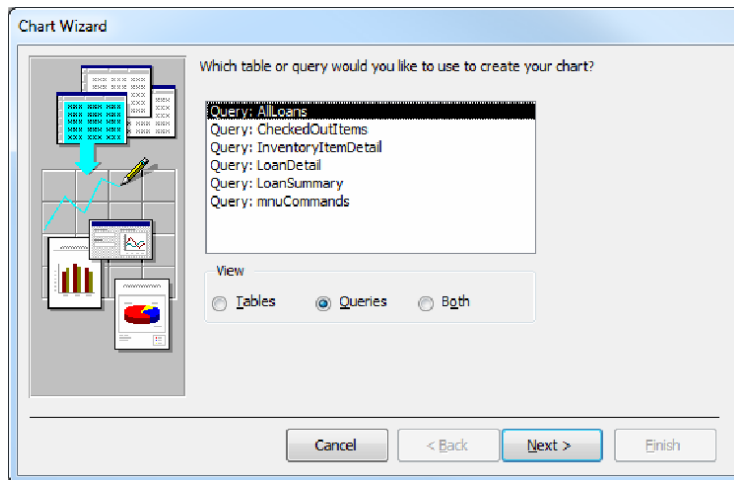 Chart Wizard
Which table or query would you like to use to create your chart?
Query: AllLoans
Query: CheckedOutItems
Query: InventoryItemDetail
Query: LoanDetail
Query: LoanSummary
Query: mnuCommands
View
Tables Queries Both
Cancel < Back Next > Finish